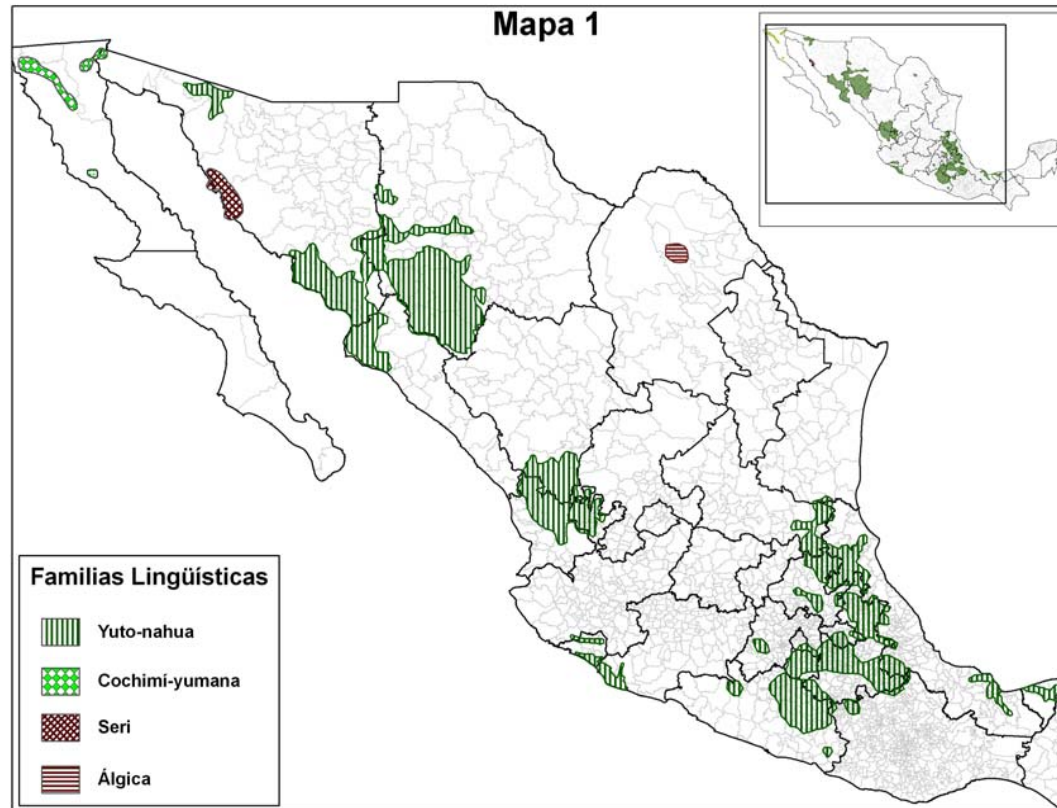 Mapa 1
Familias Lingüísticas
Yuto-nahua
Cochimí-yumana
Seri
Álgica